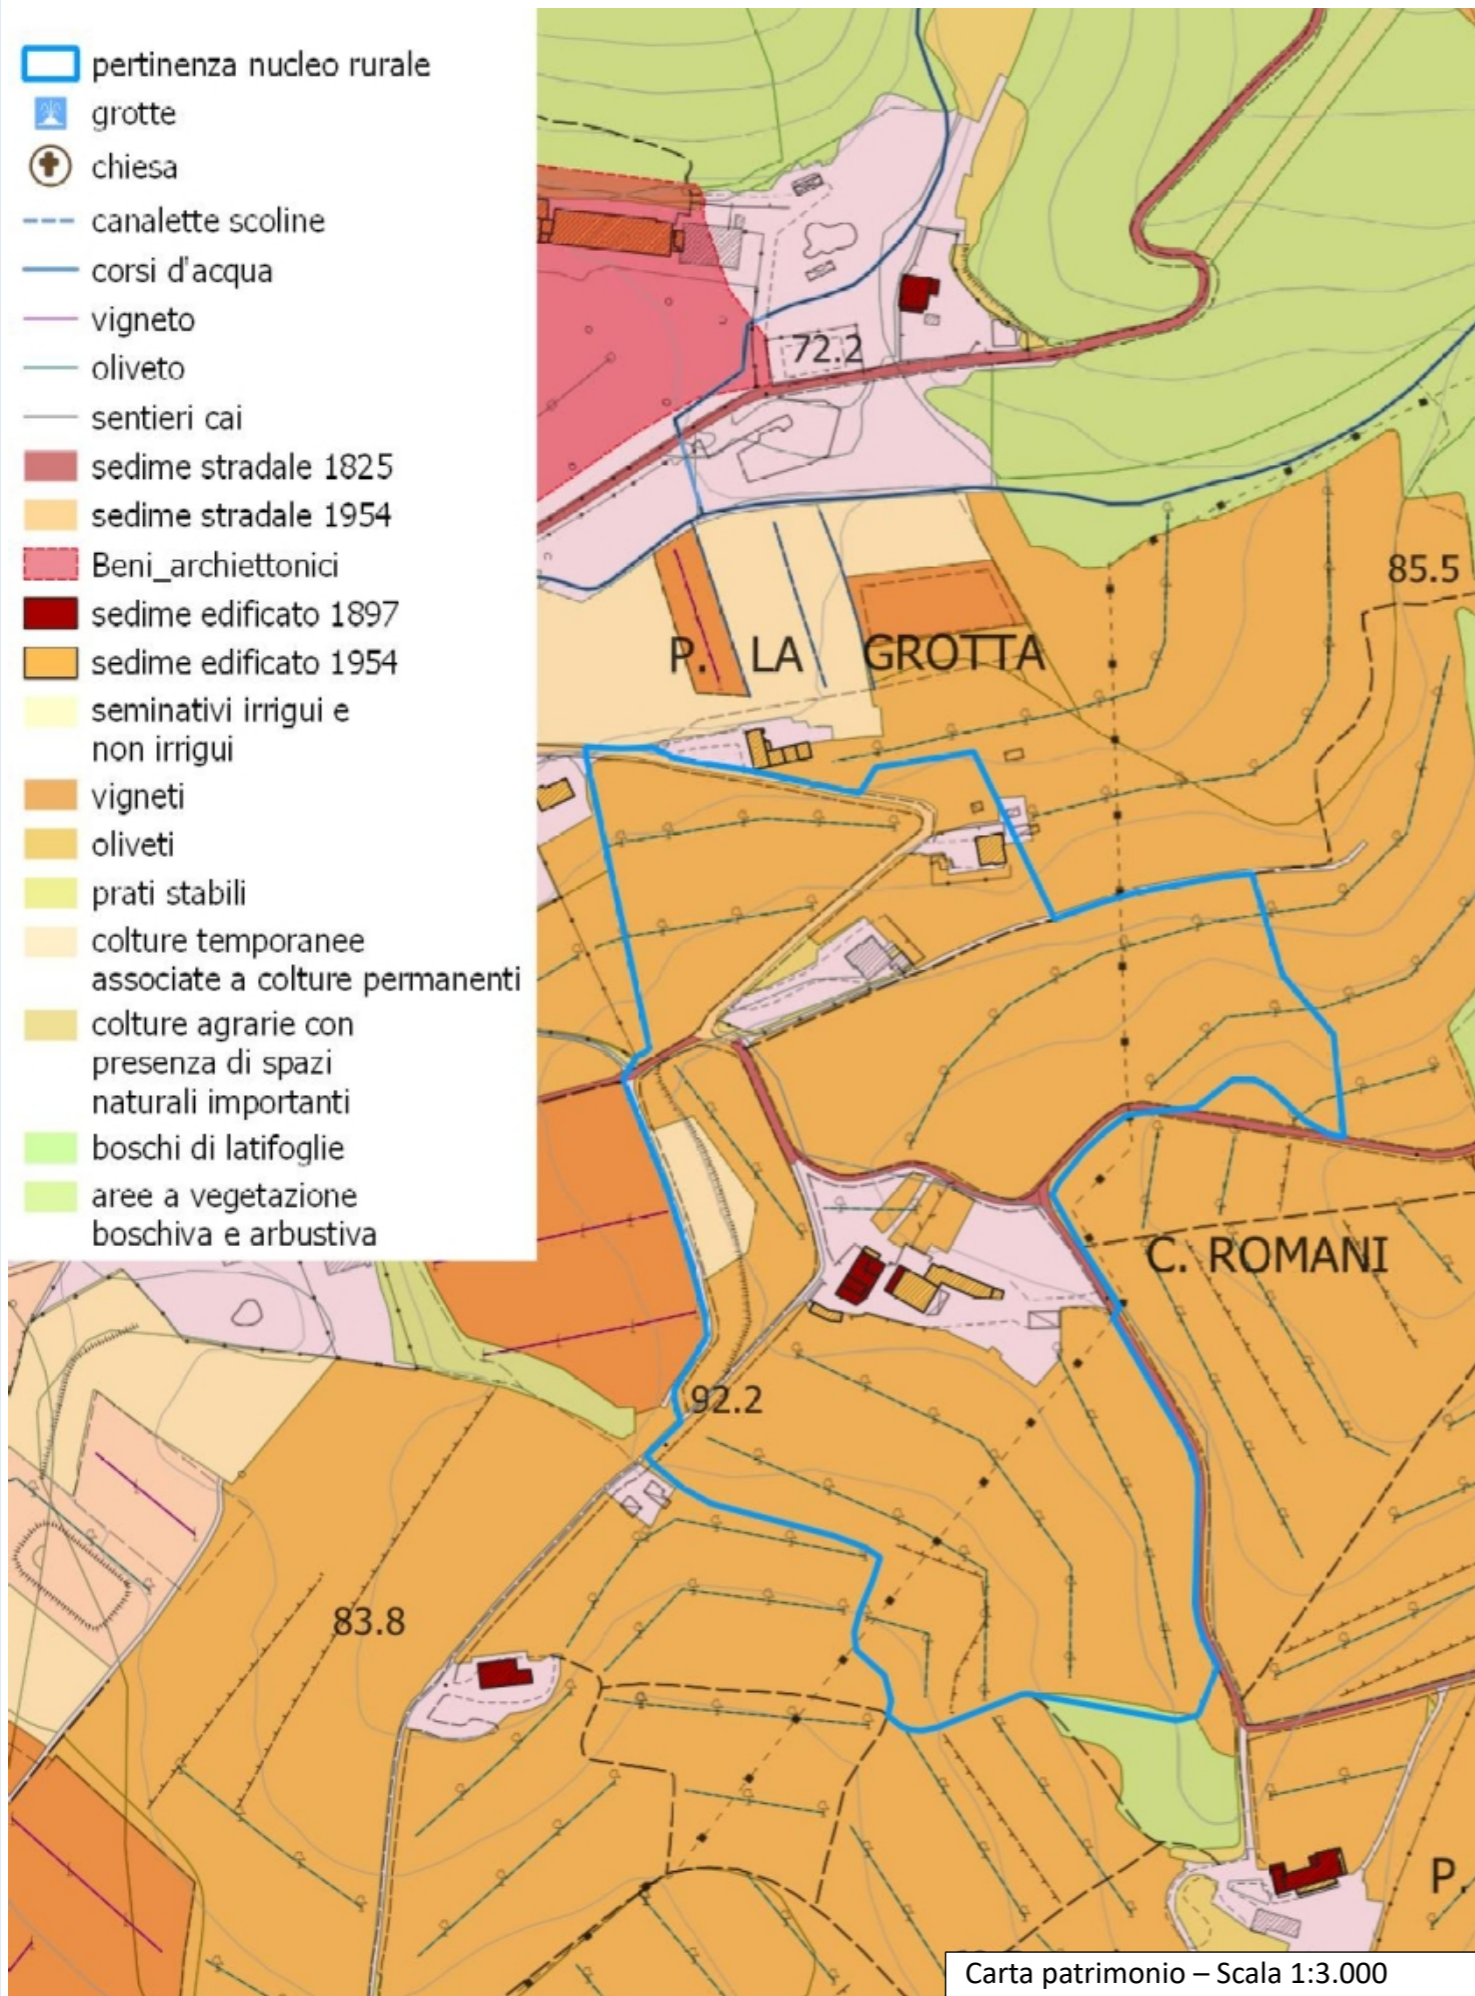 pertinenza nucleo rurale
grotte
chiesa
canalette scoline
corsi d'acqua
vigneto
oliveto
sentieri cai
sedime stradale 1825
sedime stradale 1954
Beni_archiettonici
sedime edificato 1897
sedime edificato 1954
seminativi irrigui e
non irrigui
vigneti
oliveti
prati stabili
colture temporanee
associate a colture permanenti
colture agrarie con
presenza di spazi
naturali importanti
boschi di latifoglie
aree a vegetazione
boschiva e arbustiva
72.2
85.5
P. LA GROTTA
C. ROMANI
92.2
83.8
P.
Carta patrimonio – Scala 1:3.000